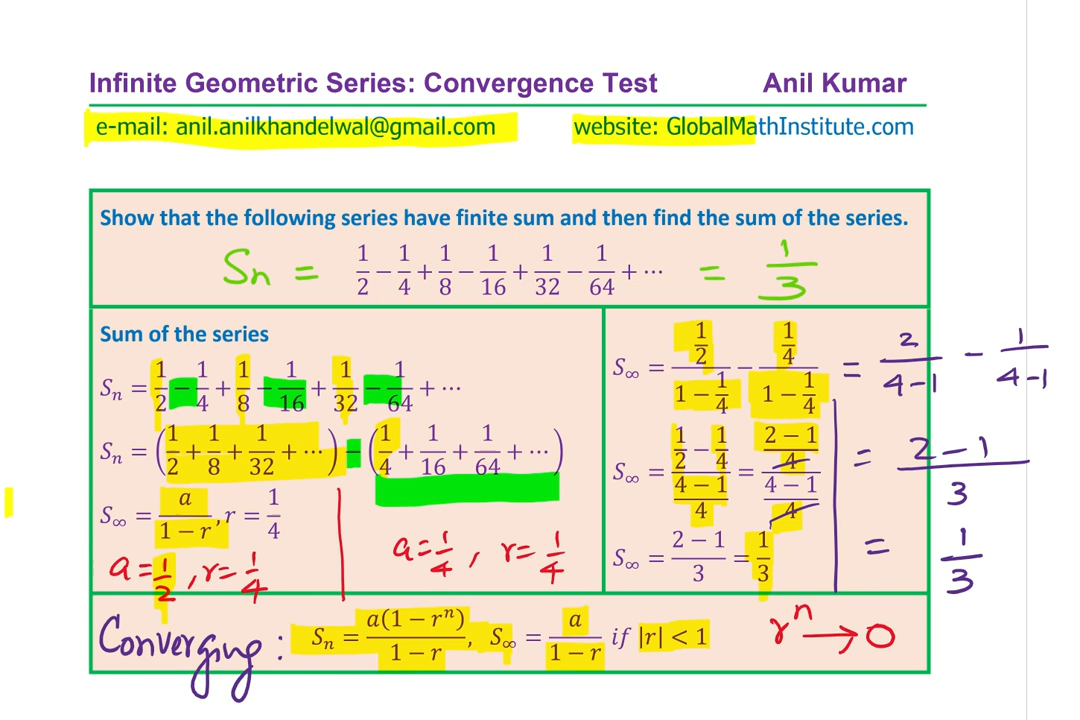 Infinite Geometric Series: Convergence Test Anil Kumar
e-mail: anil.anilkhandelwal@gmail.com website: GlobalMathInstitute.com
Show that the following series have finite sum and then find the sum of the series.
Sn = 1/2 − 1/4 + 1/8 − 1/16 + 1/32 − 1/64 + ⋯ = 1/3
Sum of the series
Sₙ = 1/2 − 1/4 + 1/8 − 1/16 + 1/32 − 1/64 + ⋯
Sₙ = (1/2 + 1/8 + 1/32 + ⋯) − (1/4 + 1/16 + 1/64 + ⋯)
S∞ = a/(1 − r), r = 1/4
a = 1/2, r = 1/4
a = 1/4, r = 1/4
S∞ = (1/2)/(1 − 1/4) − (1/4)/(1 − 1/4) = 2/(4−1) − 1/(4−1)
S∞ = (1/2 − 1/4)/((4 − 1)/4) = ((2 − 1)/4)/((4 − 1)/4) = (2−1)/3
S∞ = (2 − 1)/3 = 1/3 = 1/3
Converging: Sₙ = a(1 − rⁿ)/(1 − r), S∞ = a/(1 − r) if |r| < 1 rⁿ → 0